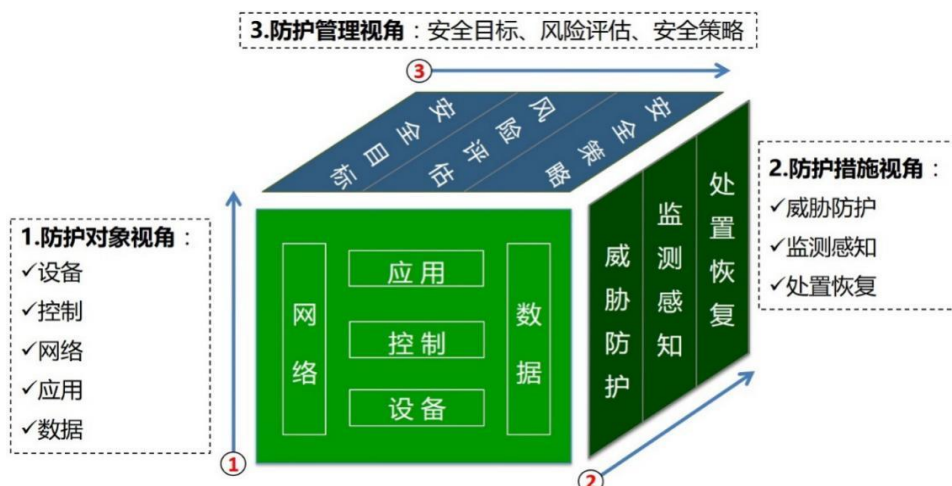 3.防护管理视角：安全目标、风险评估、安全策略
③
安全目标
风险评估
安全策略
1.防护对象视角：
✓设备
✓控制
✓网络
✓应用
✓数据
①
网络
应用
控制
设备
数据
威胁防护
监测感知
处置恢复
②
2.防护措施视角：
✓威胁防护
✓监测感知
✓处置恢复